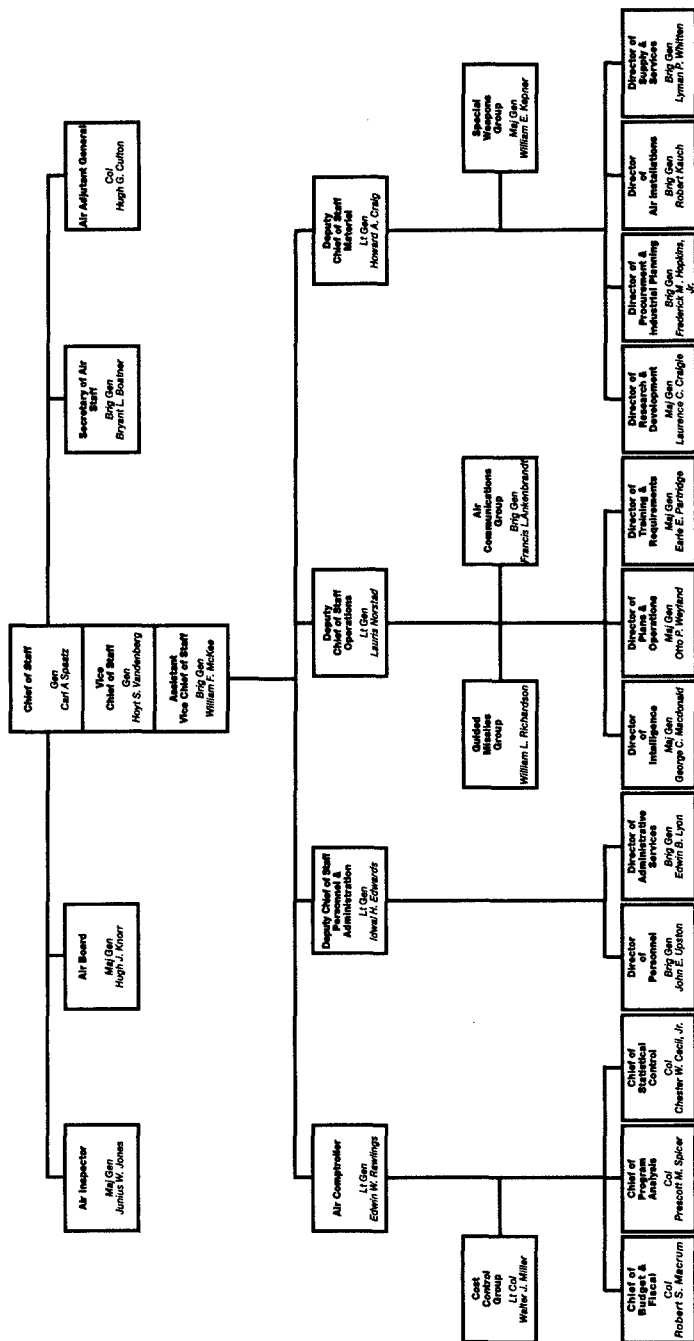 Chief of Staff
Gen
Carl A Spaatz
Vice
Chief of Staff
Gen
Hoyt S. Vandenberg
Assistant
Vice Chief of Staff
Brig Gen
William F. McKee
Air Inspector
Maj Gen
Junius W. Jones
Air Board
Maj Gen
Hugh J. Knerr
Secretary of Air
Staff
Brig Gen
Bryant L. Boatner
Air Adjutant General
Col
Hugh G. Culton
Air Comptroller
Lt Gen
Edwin W. Rawlings
Deputy Chief of Staff
Personnel &
Administration
Lt Gen
Idwal H. Edwards
Deputy
Chief of Staff
Operations
Lt Gen
Lauris Norstad
Deputy
Chief of Staff
Materiel
Lt Gen
Howard A. Craig
Cost
Control
Group
Lt Col
Walter J. Miller
Guided
Missiles
Group
William L. Richardson
Air
Communications
Group
Brig Gen
Francis L.Ankenbrandt
Special
Weapons
Group
Maj Gen
William E. Kepner
Chief of
Budget &
Fiscal
Col
Robert S. Macrum
Chief of
Program
Analysis
Col
Prescott M. Spicer
Chief of
Statistical
Control
Col
Chester W. Cecil, Jr.
Director
of
Personnel
Brig Gen
John E. Upston
Director of
Administrative
Services
Brig Gen
Edwin B. Lyon
Director
of
Intelligence
Maj Gen
George C. Macdonald
Director of
Plans &
Operations
Maj Gen
Otto P. Weyland
Director of
Training &
Requirements
Maj Gen
Earle E. Partridge
Director of
Research &
Development
Maj Gen
Laurence C. Craigie
Director of
Procurement &
Industrial Planning
Brig Gen
Frederick M. Hopkins,
Jr.
Director
of
Air Installations
Brig Gen
Robert Kauch
Director of
Supply &
Services
Brig Gen
Lyman P. Whitten